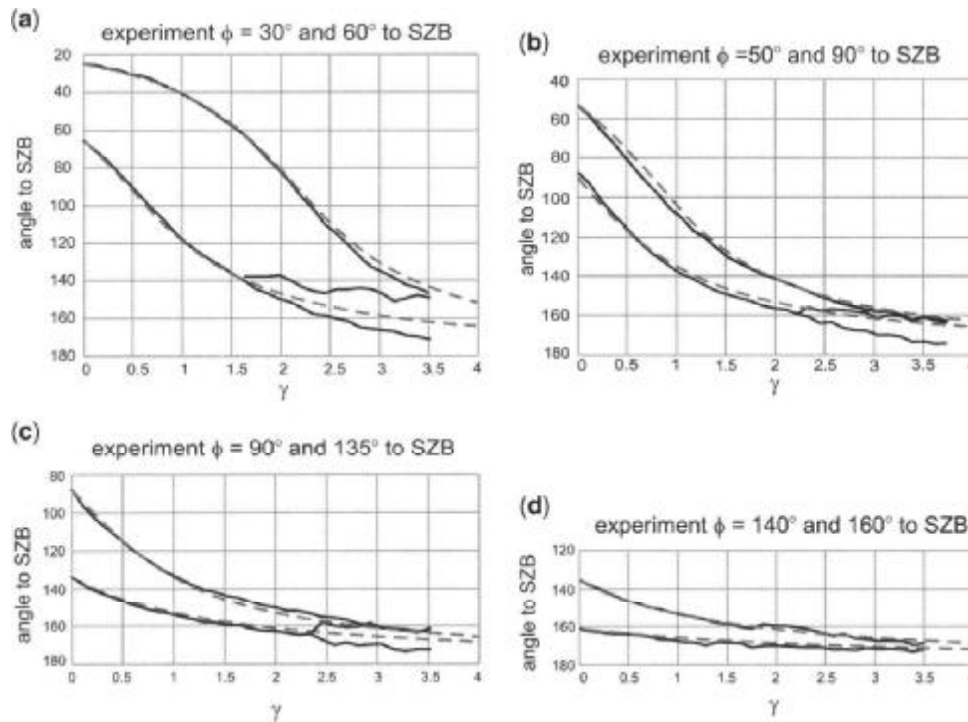 (a)
experiment ϕ = 30° and 60° to SZB
20
40
60
80
100
120
140
160
180
angle to SZB
0 0.5 1 1.5 2 2.5 3 3.5 4
γ
(b)
experiment ϕ =50° and 90° to SZB
40
60
80
100
120
140
160
180
angle to SZB
0 0.5 1.0 1.5 2 2.5 3 3.5
γ
(c)
experiment ϕ = 90° and 135° to SZB
80
100
120
140
160
180
angle to SZB
0 0.5 1 1.5 2 2.5 3 3.5 4
γ
(d)
experiment ϕ = 140° and 160° to SZB
120
140
160
180
angle to SZB
0 0.5 1 1.5 2 2.5 3 3.5
γ